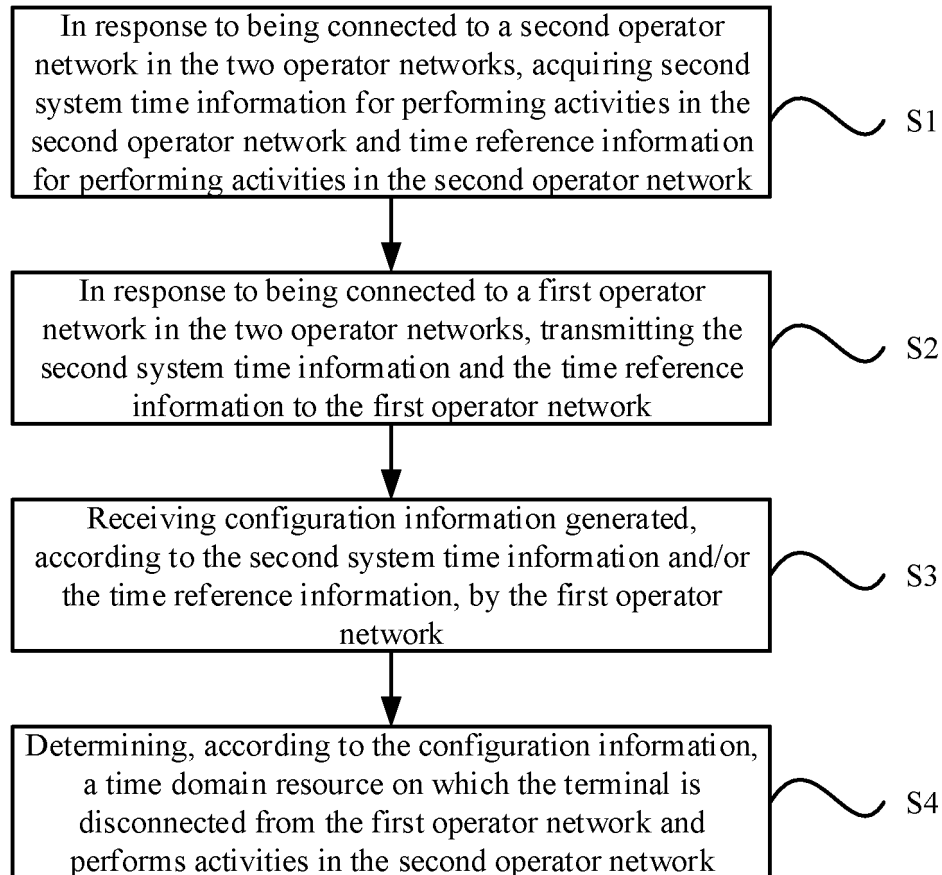 In response to being connected to a second operator
network in the two operator networks, acquiring second
system time information for performing activities in the
second operator network and time reference information
for performing activities in the second operator network
S1
In response to being connected to a first operator
network in the two operator networks, transmitting the
second system time information and the time reference
information to the first operator network
S2
Receiving configuration information generated,
according to the second system time information and/or
the time reference information, by the first operator
network
S3
Determining, according to the configuration information,
a time domain resource on which the terminal is
disconnected from the first operator network and
performs activities in the second operator network
S4